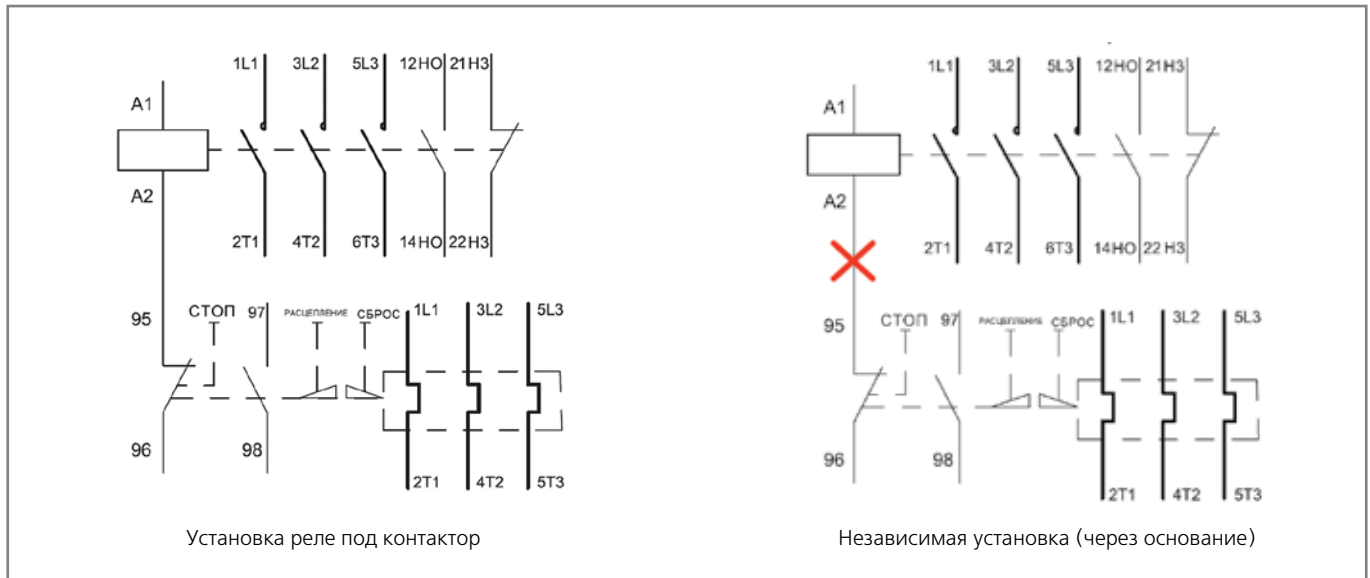 1L1 3L2 5L3 12НО 21НЗ
A1
A2
2T1 4T2 6T3 14НО 22НЗ
95 СТОП 97 РАСЦЕПЛЕНИЕ СБРОС 1L1 3L2 5L3
96 98
2T1 4T2 5T3
Установка реле под контактор
1L1 3L2 5L3 12НО 21НЗ
A1
A2
2T1 4T2 6T3 14НО 22 НЗ
95 СТОП 97 РАСЦЕПЛЕНИЕ СБРОС 1L1 3L2 5L3
96 98
2T1 4T2 5T3
Независимая установка (через основание)